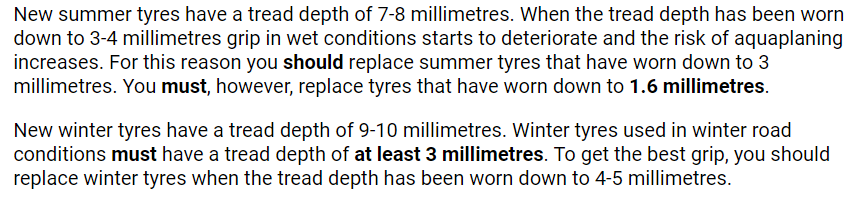 New summer tyres have a tread depth of 7-8 millimetres. When the tread depth has been worn
down to 3-4 millimetres grip in wet conditions starts to deteriorate and the risk of aquaplaning
increases. For this reason you should replace summer tyres that have worn down to 3
millimetres. You must, however, replace tyres that have worn down to 1.6 millimetres.
New winter tyres have a tread depth of 9-10 millimetres. Winter tyres used in winter road
conditions must have a tread depth of at least 3 millimetres. To get the best grip, you should
replace winter tyres when the tread depth has been worn down to 4-5 millimetres.